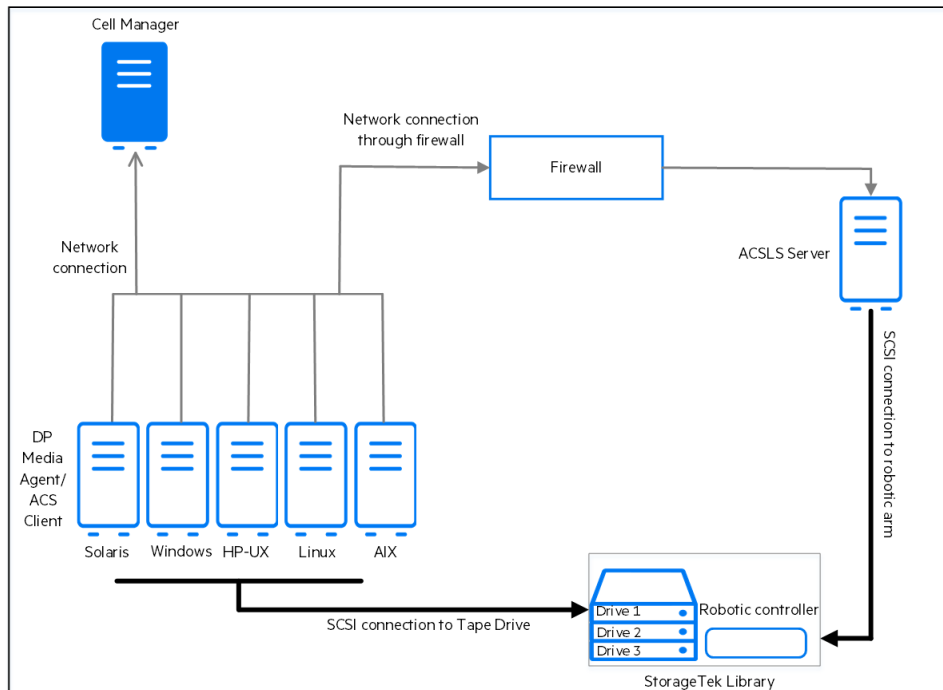 Cell Manager
Network connection
through firewall
Firewall
Network
connection
ACSLS Server
SCSI connection to robotic arm
DP
Media
Agent/
ACS
Client
Solaris
Windows
HP-UX
Linux
AIX
SCSI connection to Tape Drive
Drive 1
Drive 2
Drive 3
Robotic controller
StorageTek Library